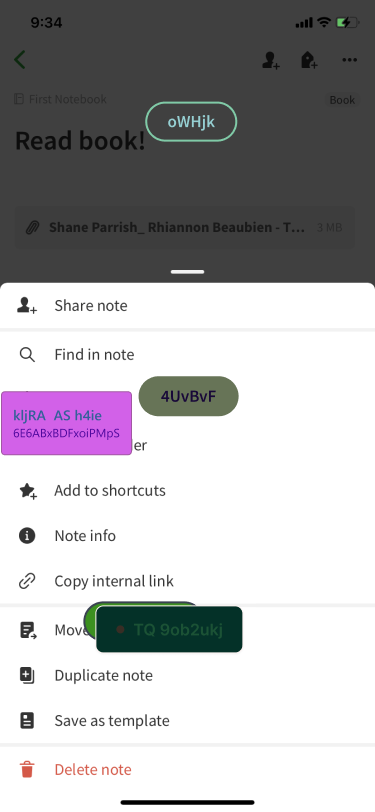 9:34
First Notebook
Book
oWHjk
Read book!
Shane Parrish_ Rhiannon Beaubien - T... 3 MB
Share note
Find in note
4UvBvF
kljRA AS h4ie
6E6ABxBDFxoiPMpS
er
Add to shortcuts
Note info
Copy internal link
Move
TQ 9ob2ukj
Duplicate note
Save as template
Delete note